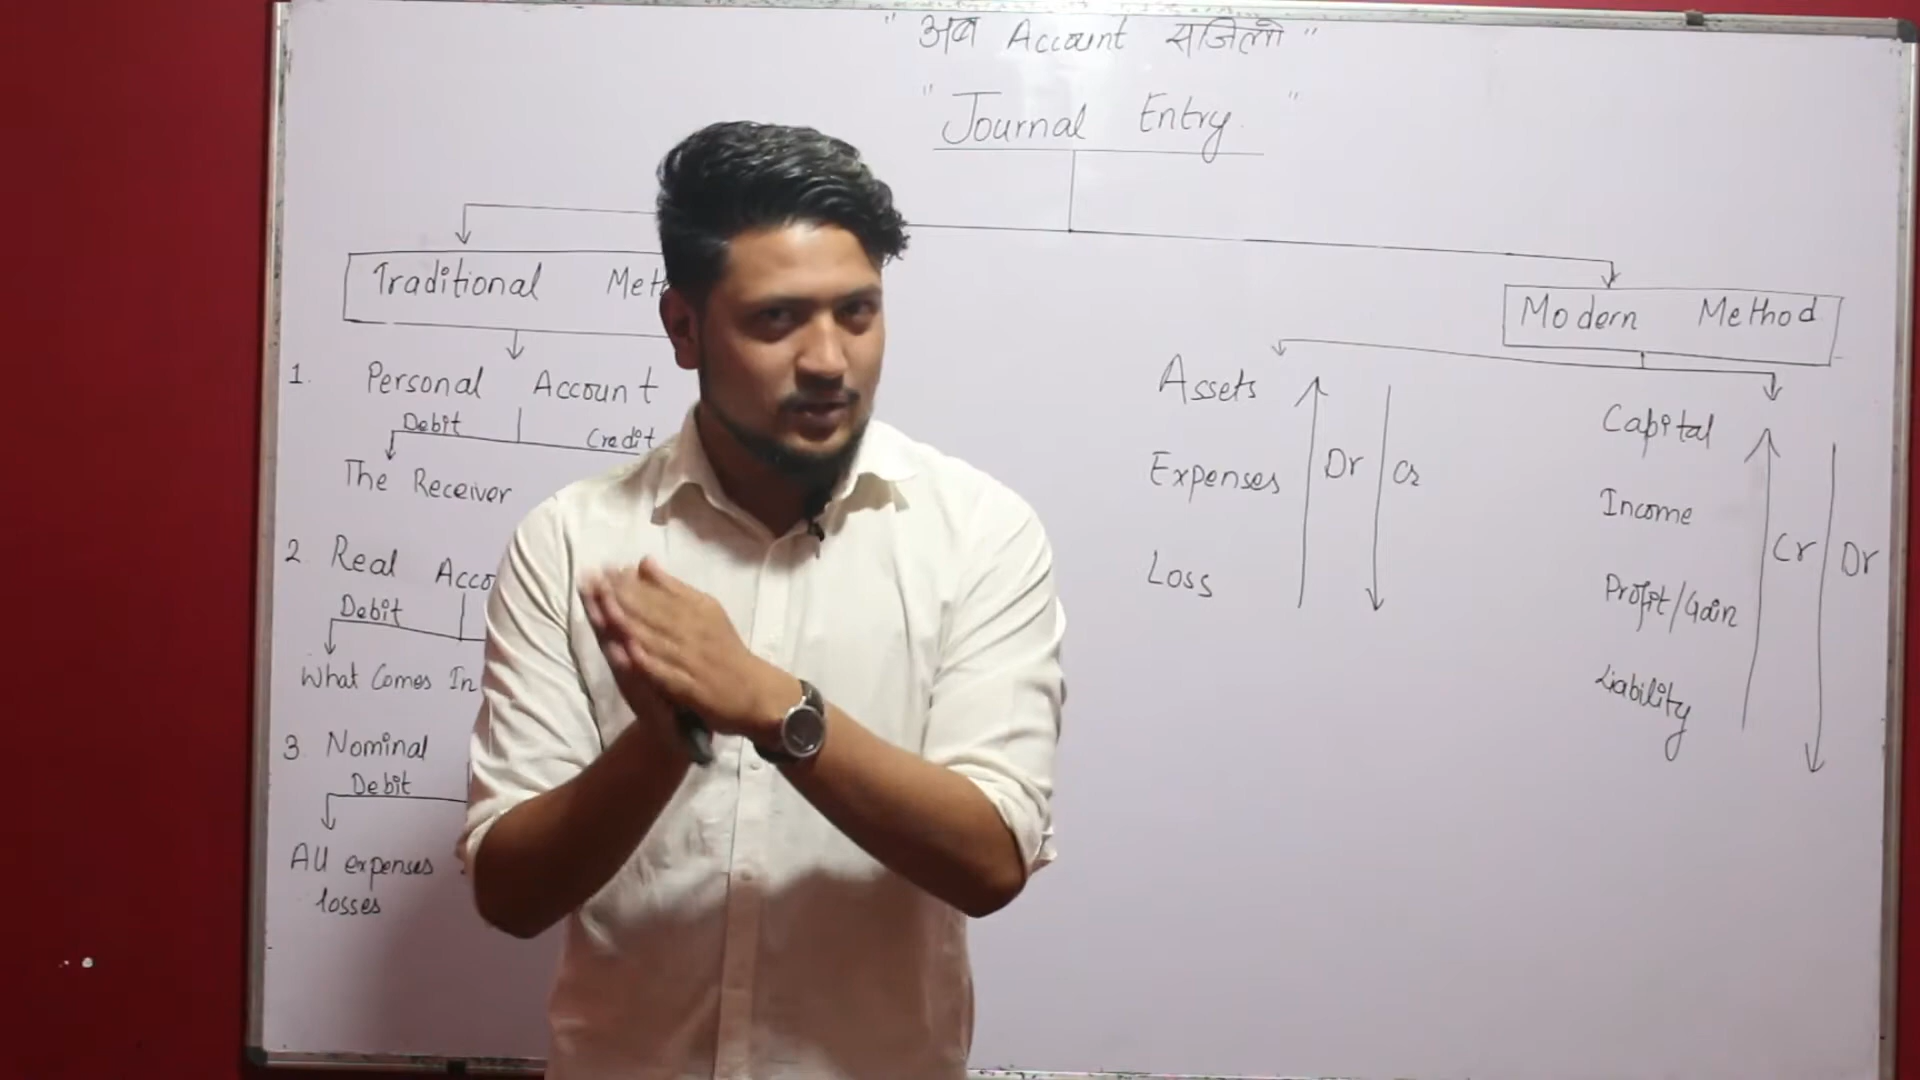 " अब Account सजिलो "
" Journal Entry. "
Traditional Meth
Modern Method
1. Personal Account
Debit Credit
The Receiver
2 Real Acco
Debit
What Comes In
3. Nominal
Debit
All expenses
losses
Assets
Expenses
Loss
Dr Cr
Capital
Income
Profit/Gain
Liability
Cr Dr